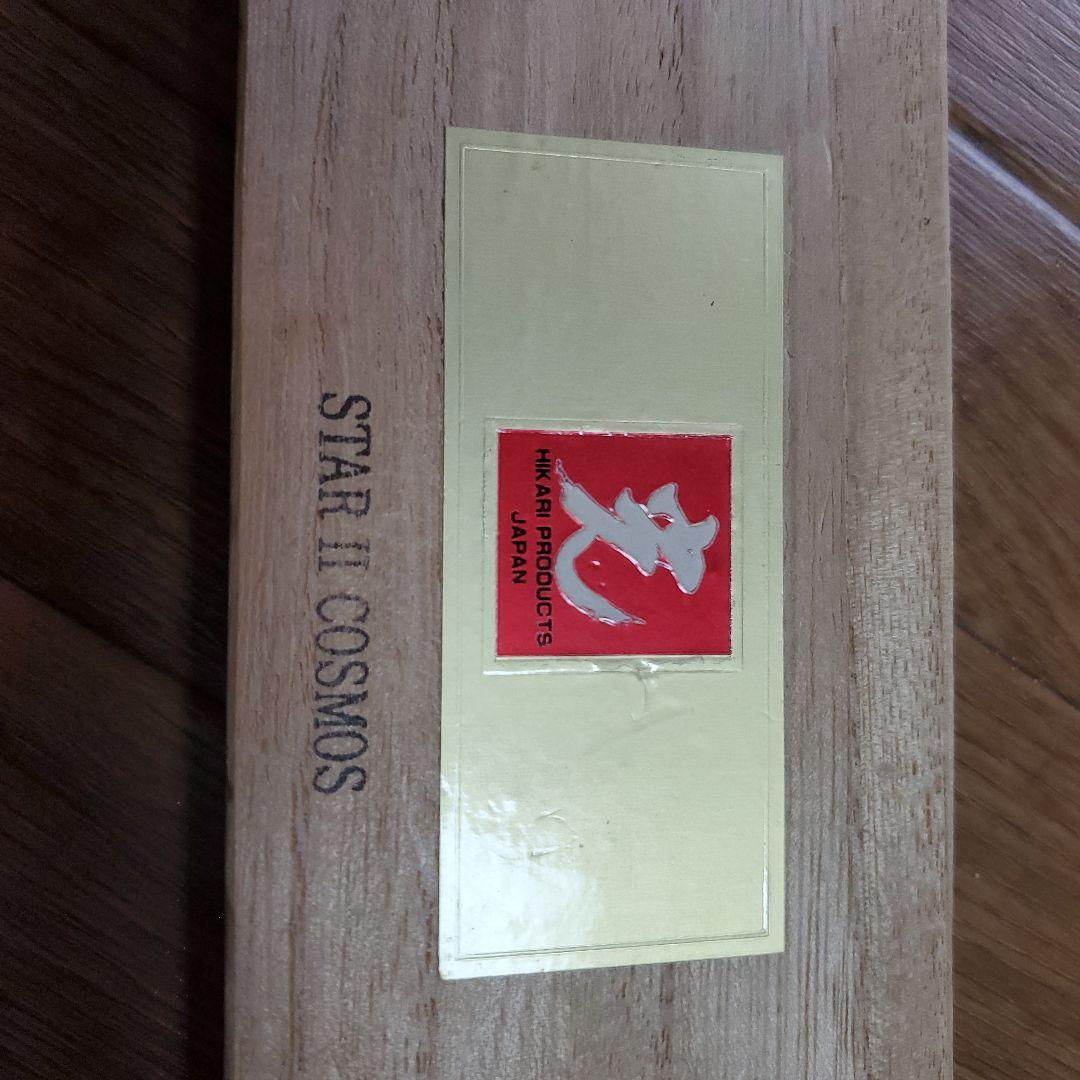 光
HIKARI PRODUCTS
JAPAN
STAR II COSMOS